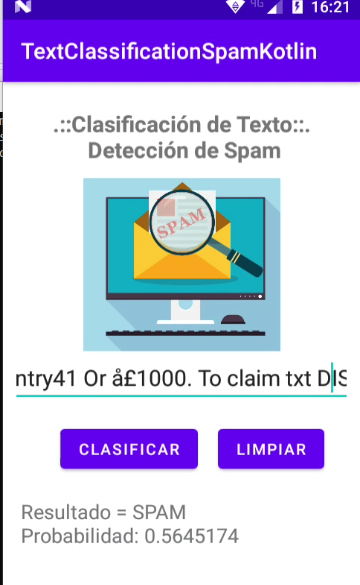 16:21
TextClassificationSpamKotlin
.::Clasificación de Texto::.
Detección de Spam
SPAM
ntry41 Or å£1000. To claim txt DIS
CLASIFICAR LIMPIAR
Resultado = SPAM
Probabilidad: 0.5645174